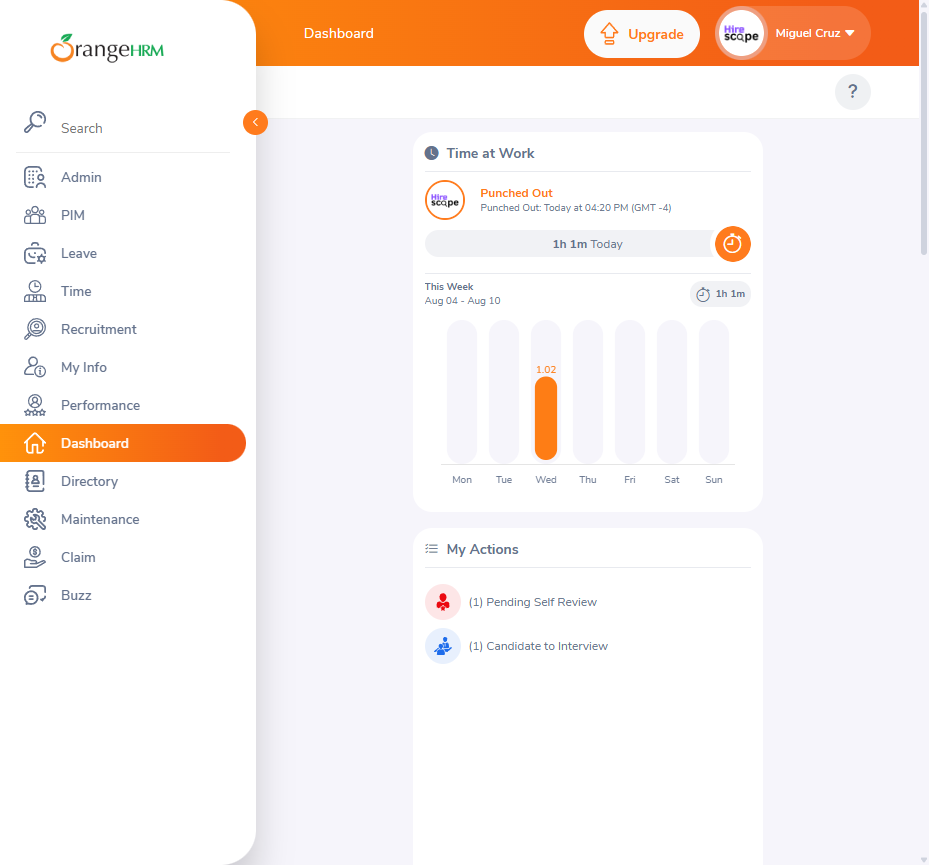 OrangeHRM
Search
Admin
PIM
Leave
Time
Recruitment
My Info
Performance
Dashboard
Directory
Maintenance
Claim
Buzz
Dashboard
Upgrade
Hire scope
Miguel Cruz
?
Time at Work
Hire scope
Punched Out
Punched Out: Today at 04:20 PM (GMT -4)
1h 1m Today
This Week
Aug 04 - Aug 10
1h 1m
1.02
Mon Tue Wed Thu Fri Sat Sun
My Actions
(1) Pending Self Review
(1) Candidate to Interview